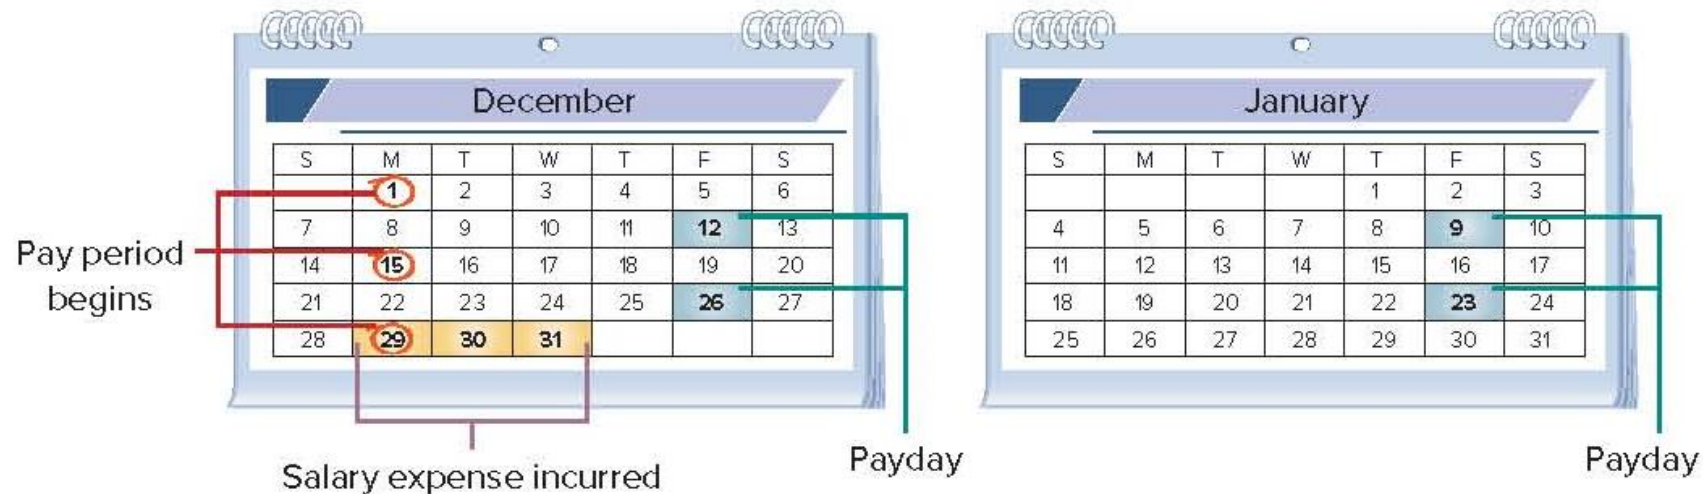 December
S M T W T F S
1 2 3 4 5 6
7 8 9 10 11 12 13
14 15 16 17 18 19 20
21 22 23 24 25 26 27
28 29 30 31
January
S M T W T F S
1 2 3
4 5 6 7 8 9 10
11 12 13 14 15 16 17
18 19 20 21 22 23 24
25 26 27 28 29 30 31
Pay period
begins
Salary expense incurred
Payday
Payday